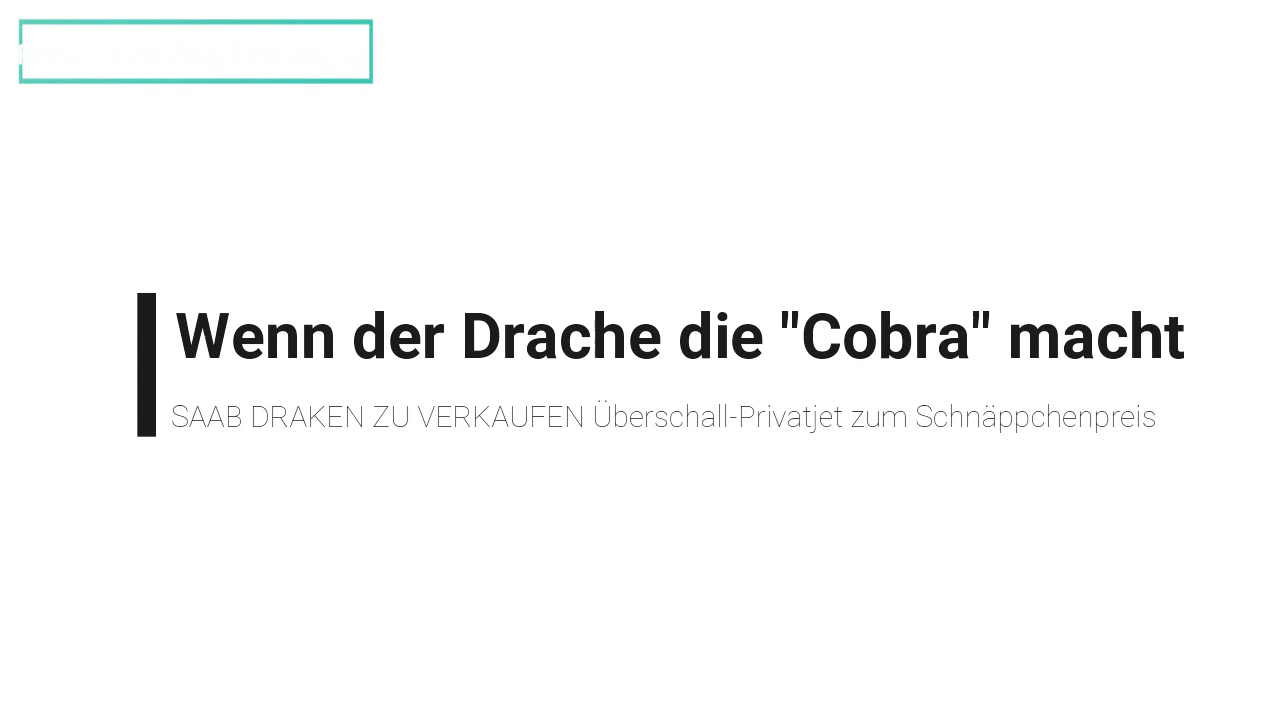 Wenn der Drache die "Cobra" macht
SAAB DRAKEN ZU VERKAUFEN Überschall-Privatjet zum Schnäppchenpreis